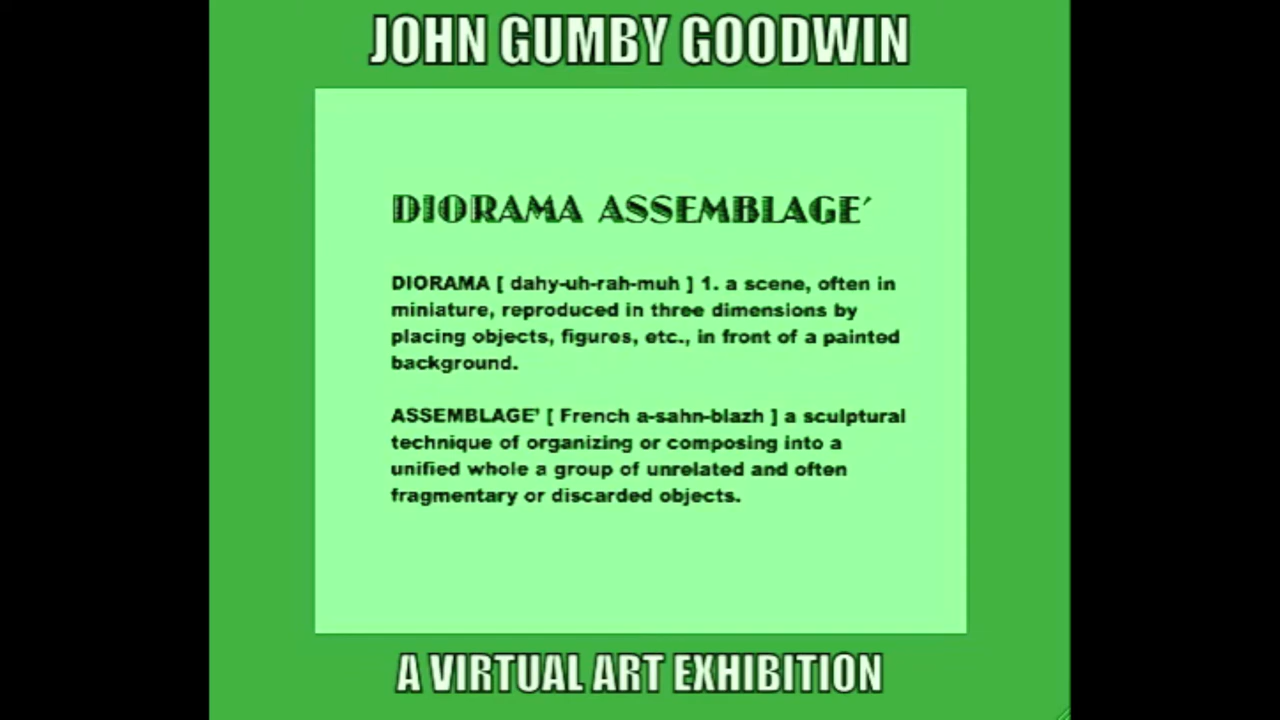 JOHN GUMBY GOODWIN
DIORAMA ASSEMBLAGE´
DIORAMA [ dahy-uh-rah-muh ] 1. a scene, often in
miniature, reproduced in three dimensions by
placing objects, figures, etc., in front of a painted
background.
ASSEMBLAGE' [ French a-sahn-blazh ] a sculptural
technique of organizing or composing into a
unified whole a group of unrelated and often
fragmentary or discarded objects.
A VIRTUAL ART EXHIBITION